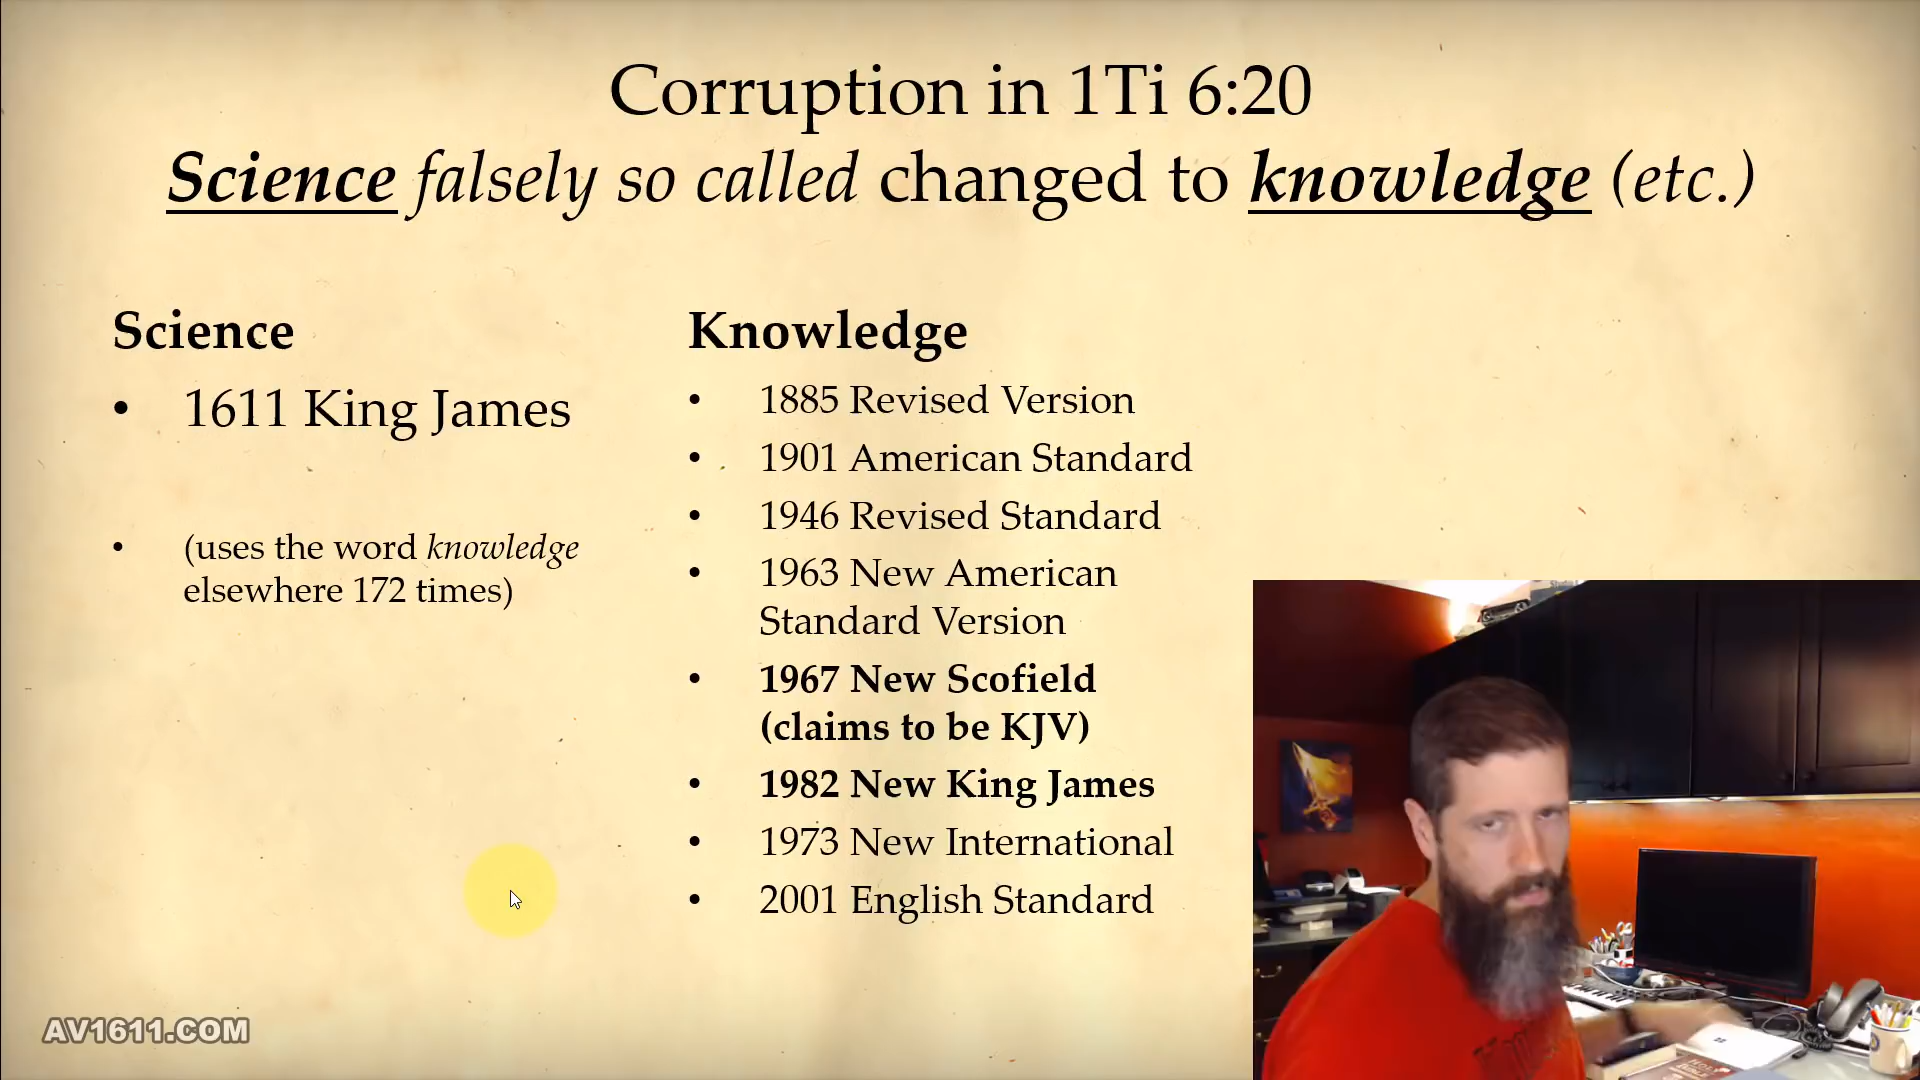 Corruption in 1Ti 6:20
Science falsely so called changed to knowledge (etc.)
Science
• 1611 King James
• (uses the word knowledge
elsewhere 172 times)
Knowledge
• 1885 Revised Version
• 1901 American Standard
• 1946 Revised Standard
• 1963 New American
Standard Version
• 1967 New Scofield
(claims to be KJV)
• 1982 New King James
• 1973 New International
• 2001 English Standard
AV1611.COM